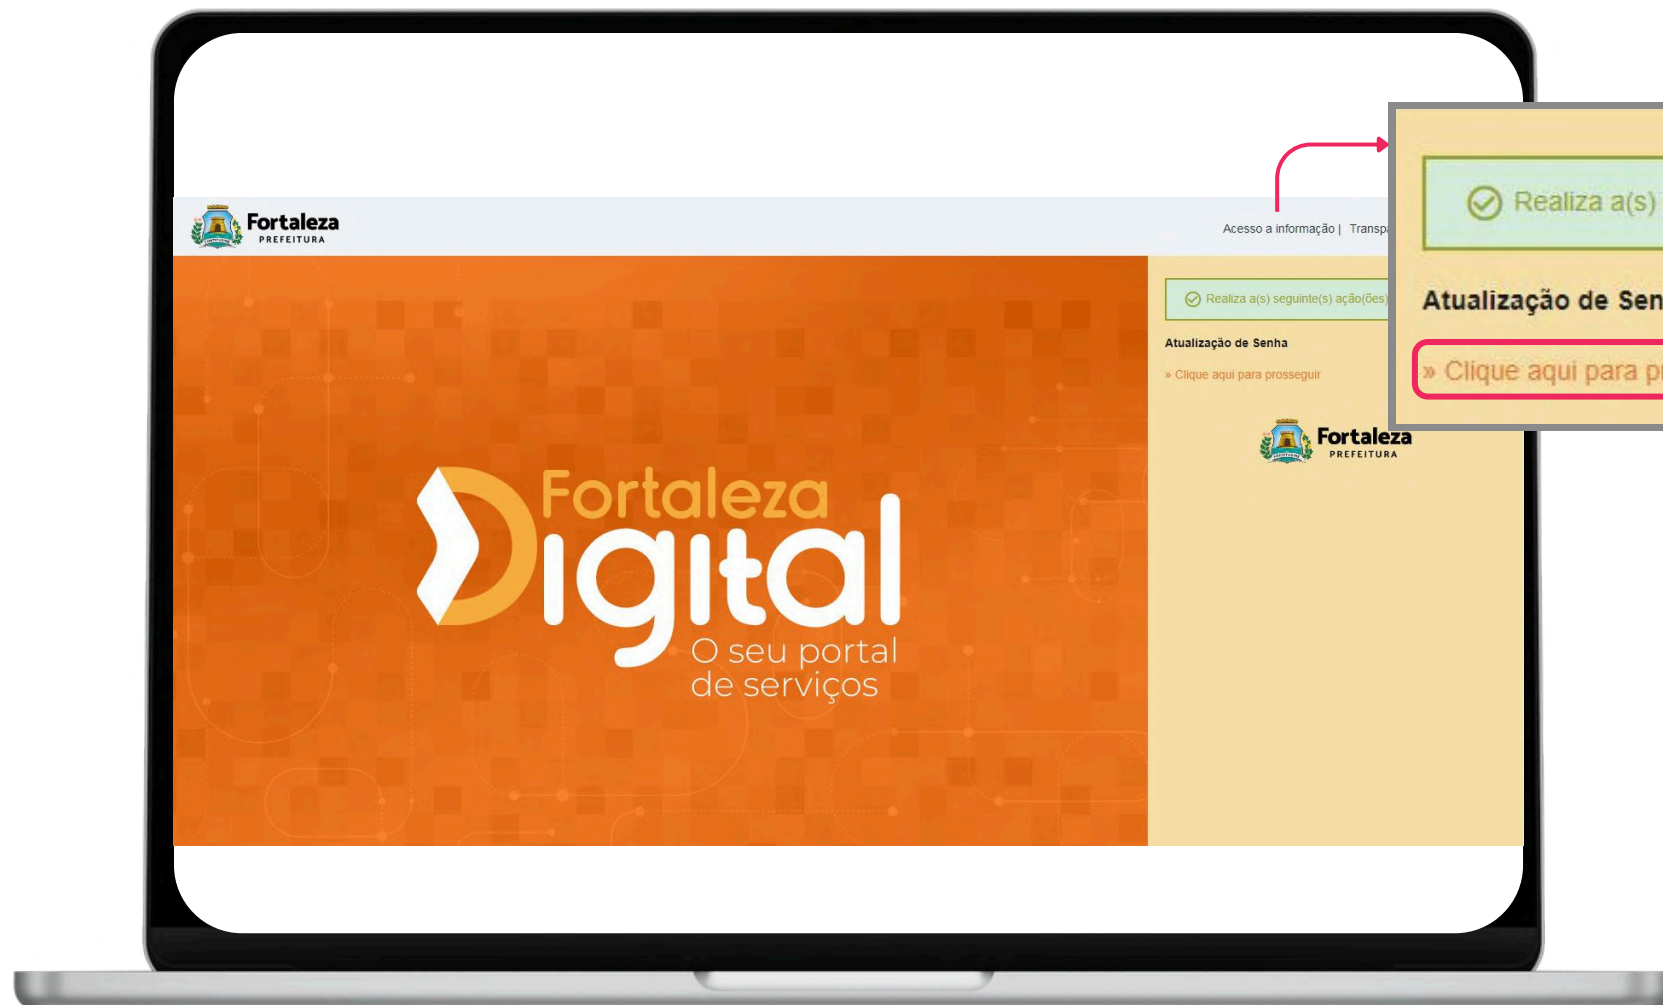 Fortaleza
PREFEITURA
Acesso a informação |
Realiza a(s) seguinte(s) ação(ões)
Atualização de Senha
» Clique aqui para prosseguir
Fortaleza
PREFEITURA
Fortaleza
Digital
O seu portal
de serviços
Realiza a(s)
Atualização de
» Clique aqui para